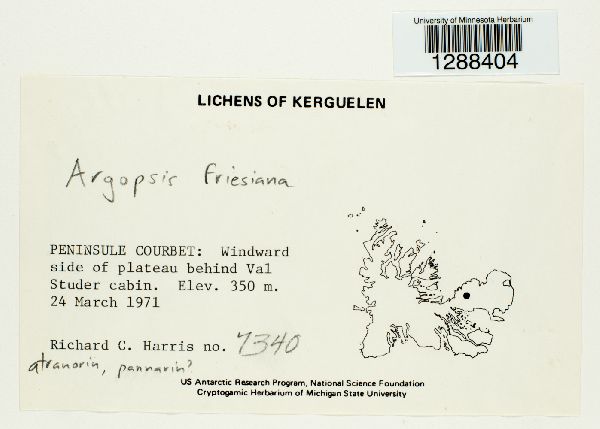 University of Minnesota Herbarium
1288404
LICHENS OF KERGUELEN
Argopsis friesiana
PENINSULE COURBET: Windward
side of plateau behind Val
Studer cabin. Elev. 350 m.
24 March 1971
Richard C. Harris no. 7340
atranorin, pannarin?
US Antarctic Research Program, National Science Foundation
Cryptogamic Herbarium of Michigan State University